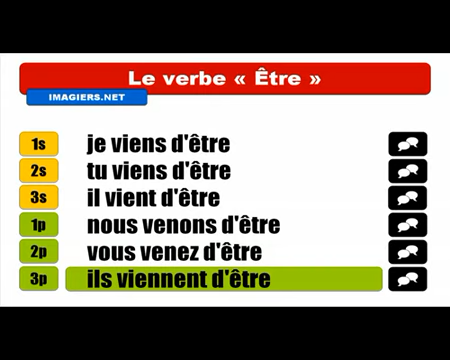 Le verbe « Être »
IMAGIERS.NET
1s je viens d'être
2s tu viens d'être
3s il vient d'être
1p nous venons d'être
2p vous venez d'être
3p ils viennent d'être